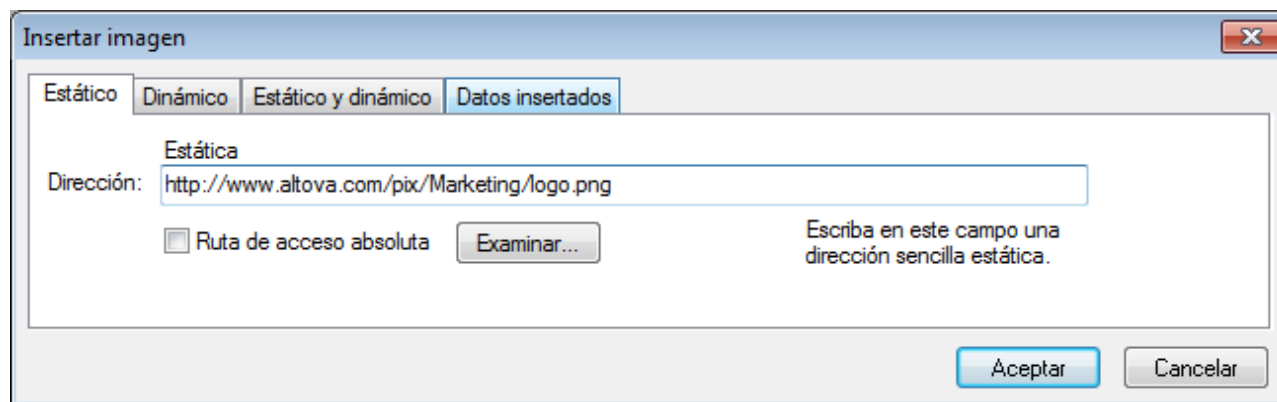 Insertar imagen
Estático Dinámico Estático y dinámico Datos insertados
Estática
Dirección: http://www.altova.com/pix/Marketing/logo.png
Ruta de acceso absoluta Examinar... Escriba en este campo una
dirección sencilla estática.
Aceptar Cancelar